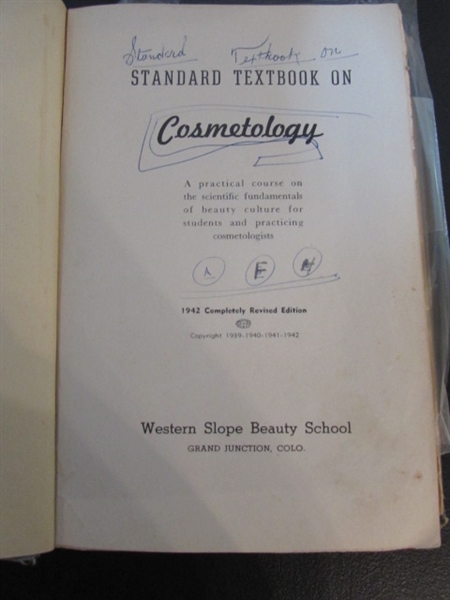 Standard Textbook on
STANDARD TEXTBOOK ON
Cosmetology
A practical course on
the scientific fundamentals
of beauty culture for
students and practicing
cosmetologists
E H
1942 Completely Revised Edition
Copyright 1939-1940-1941-1942
Western Slope Beauty School
GRAND JUNCTION, COLO.